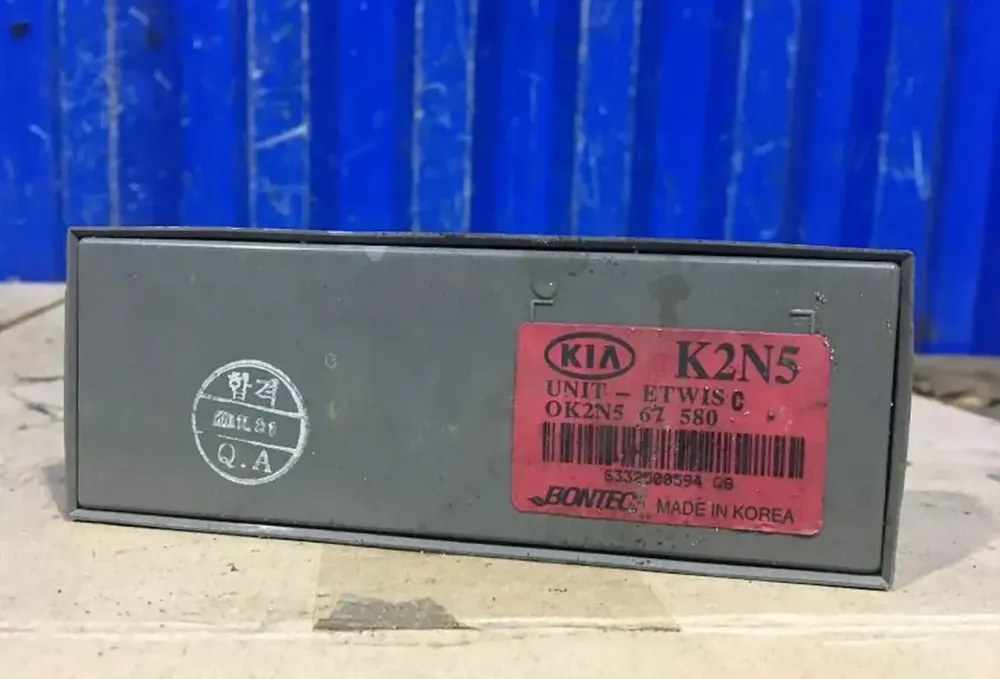 합격
Q.A
KIA K2N5
UNIT - ETWIS C
OK2N5 67 580
BONTEC
MADE IN KOREA